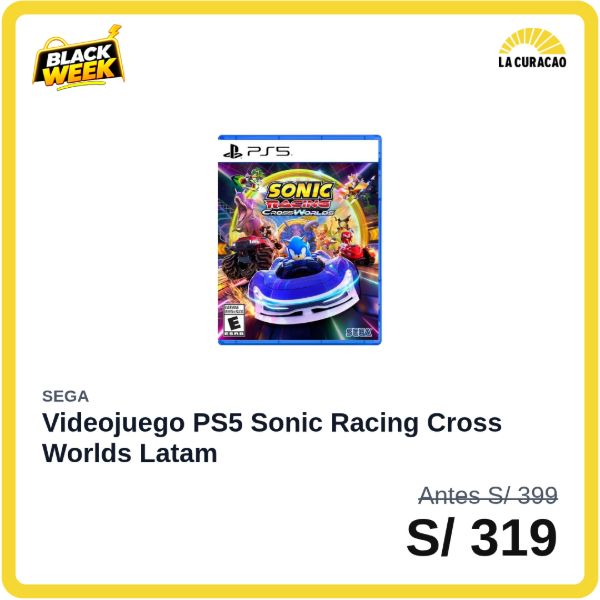 BLACK
WEEK
LA CURACAO
PS5
SONIC
RACING
CROSSWORLDS
E
ESRB
SEGA
SEGA
Videojuego PS5 Sonic Racing Cross
Worlds Latam
Antes S/ 399
S/ 319